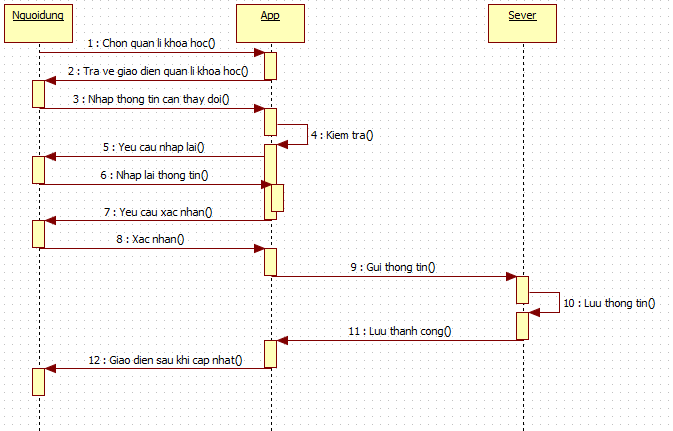 Nguoidung
App
Sever
1 : Chon quan li khoa hoc()
2 : Tra ve giao dien quan li khoa hoc()
3 : Nhap thong tin can thay doi()
4 : Kiem tra()
5 : Yeu cau nhap lai()
6 : Nhap lai thong tin()
7 : Yeu cau xac nhan()
8 : Xac nhan()
9 : Gui thong tin()
10 : Luu thong tin()
11 : Luu thanh cong()
12 : Giao dien sau khi cap nhat()